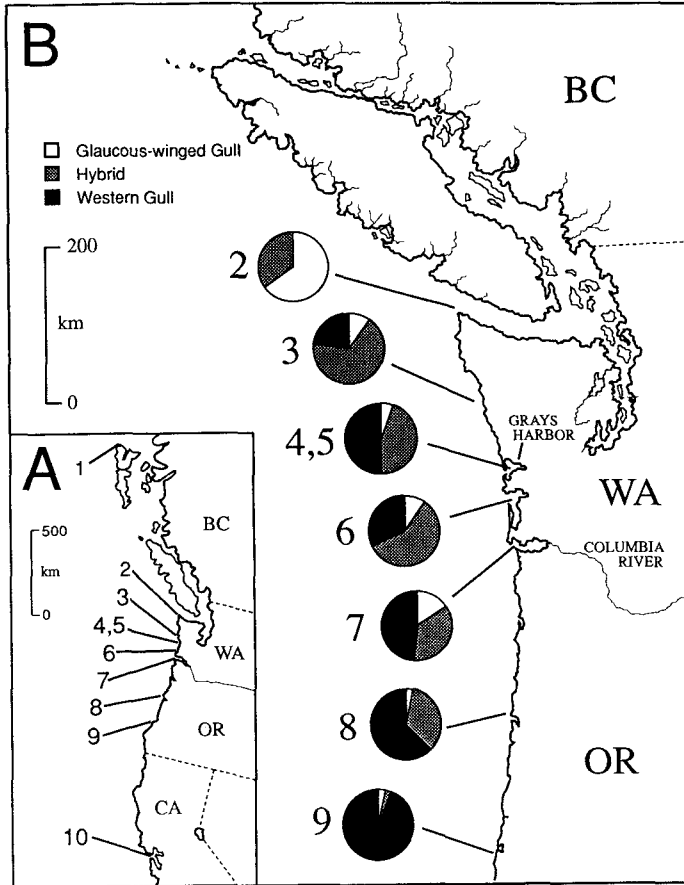 B
BC
Glaucous-winged Gull
Hybrid
Western Gull
200
km
0
2
3
4,5
6
7
8
9
GRAYS
HARBOR
WA
COLUMBIA
RIVER
OR
A
1
BC
500
km
0
2
3
4,5
6
7
8
9
WA
OR
CA
10